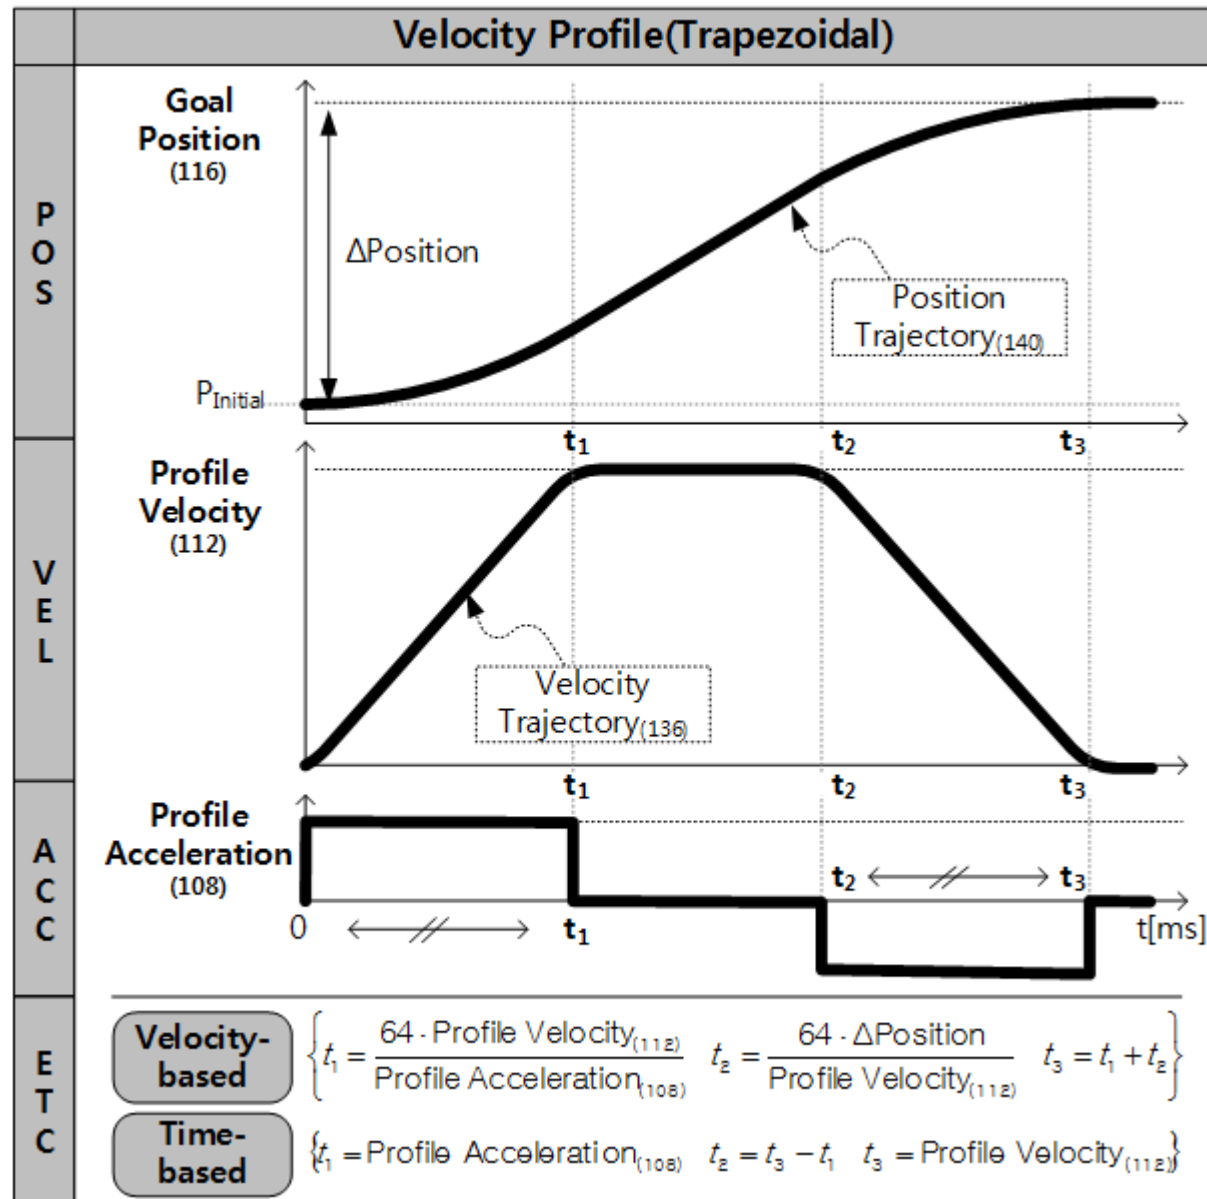 Velocity Profile(Trapezoidal)
P
O
S
Goal
Position
(116)
ΔPosition
Position
Trajectory(140)
PInitial
t1 t2 t3
V
E
L
Profile
Velocity
(112)
Velocity
Trajectory(136)
t1 t2 t3
A
C
C
Profile
Acceleration
(108)
t2 t3
0 t1 t[ms]
E
T
C
Velocity-
based
{t1 = 64 · Profile Velocity(112) / Profile Acceleration(108) t2 = 64 · ΔPosition / Profile Velocity(112) t3 = t1 + t2}
Time-
based
{t1 = Profile Acceleration(108) t2 = t3 − t1 t3 = Profile Velocity(112)}